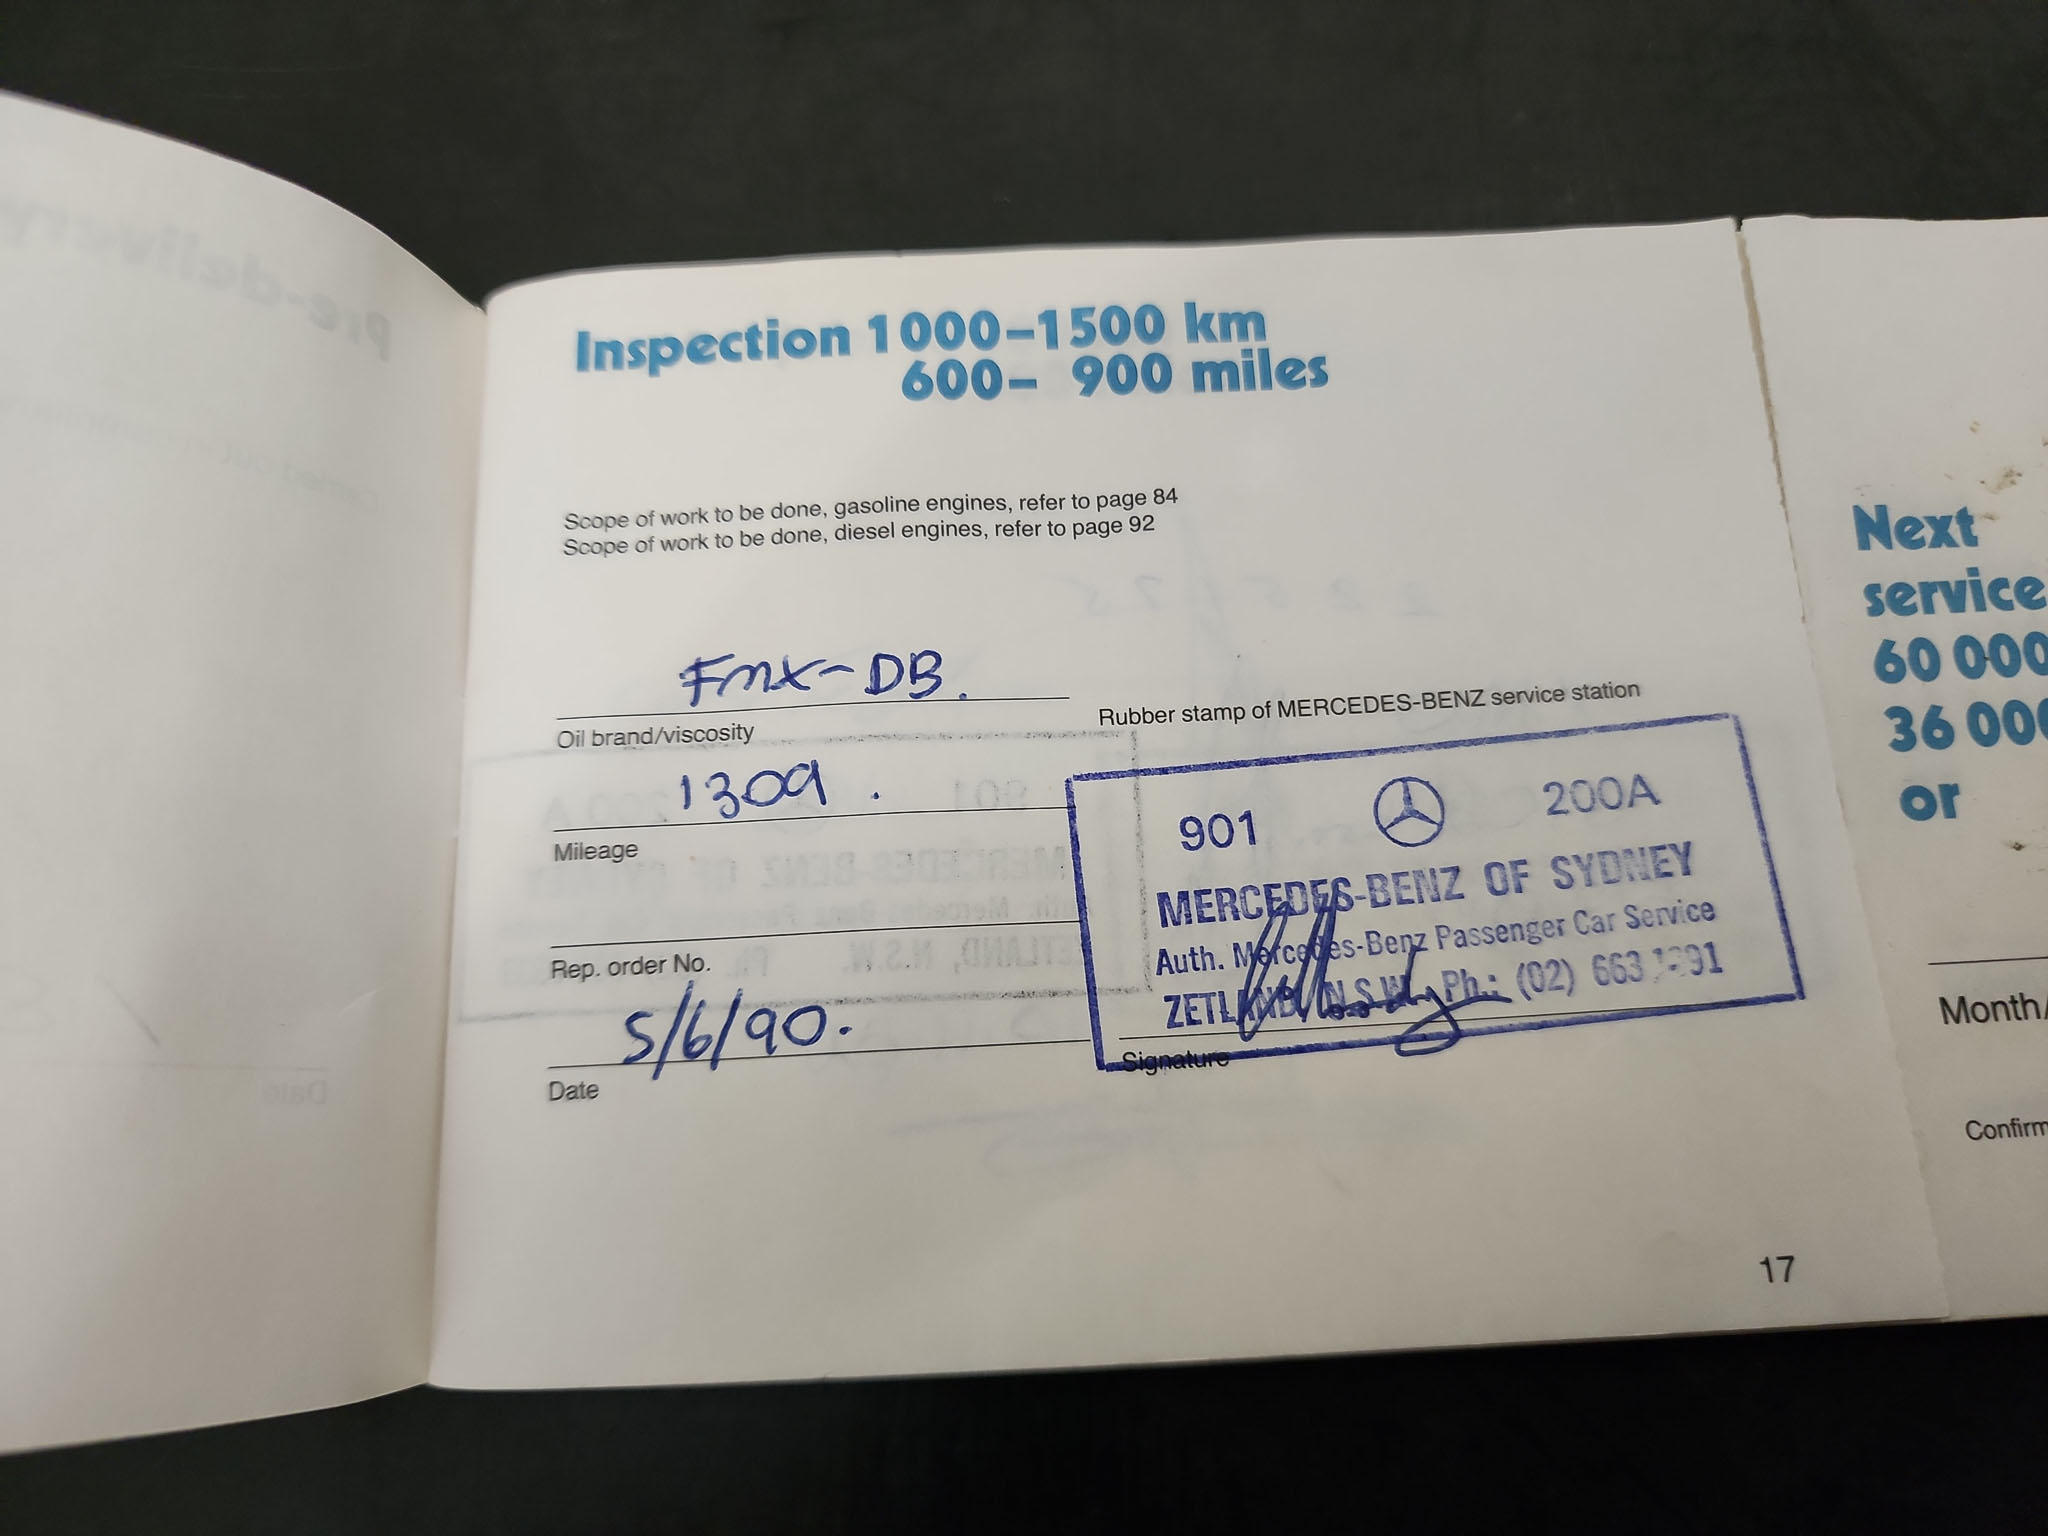 Inspection 1000–1500 km
600– 900 miles
Scope of work to be done, gasoline engines, refer to page 84
Scope of work to be done, diesel engines, refer to page 92
FMX-DB.
Oil brand/viscosity
1309.
Mileage
Rep. order No.
5/6/90.
Date
Rubber stamp of MERCEDES-BENZ service station
901 200A
MERCEDES-BENZ OF SYDNEY
Auth. Mercedes-Benz Passenger Car Service
ZETLAND, N.S.W. Ph.: (02) 663
Signature
17
Next
service
60 000
36 000
or
Month/
Confirm
Pre-delivery
Date